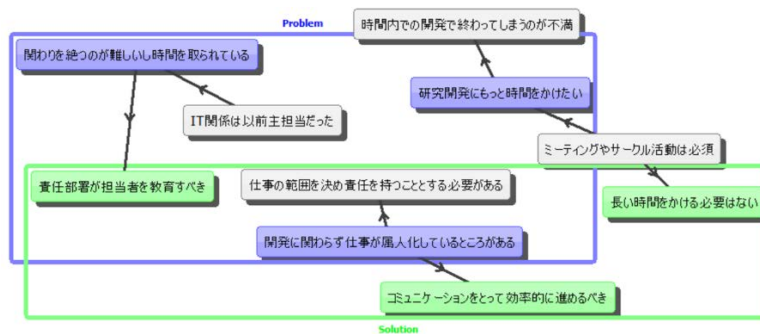 Problem
時間内での開発で終わってしまうのが不満
関わりを絶つのが難しいし時間を取られている
研究開発にもっと時間をかけたい
IT関係は以前主担当だった
ミーティングやサークル活動は必須
責任部署が担当者を教育すべき
仕事の範囲を決め責任を持つこととする必要がある
長い時間をかける必要はない
開発に関わらず仕事が属人化しているところがある
コミュニケーションをとって効率的に進めるべき
Solution